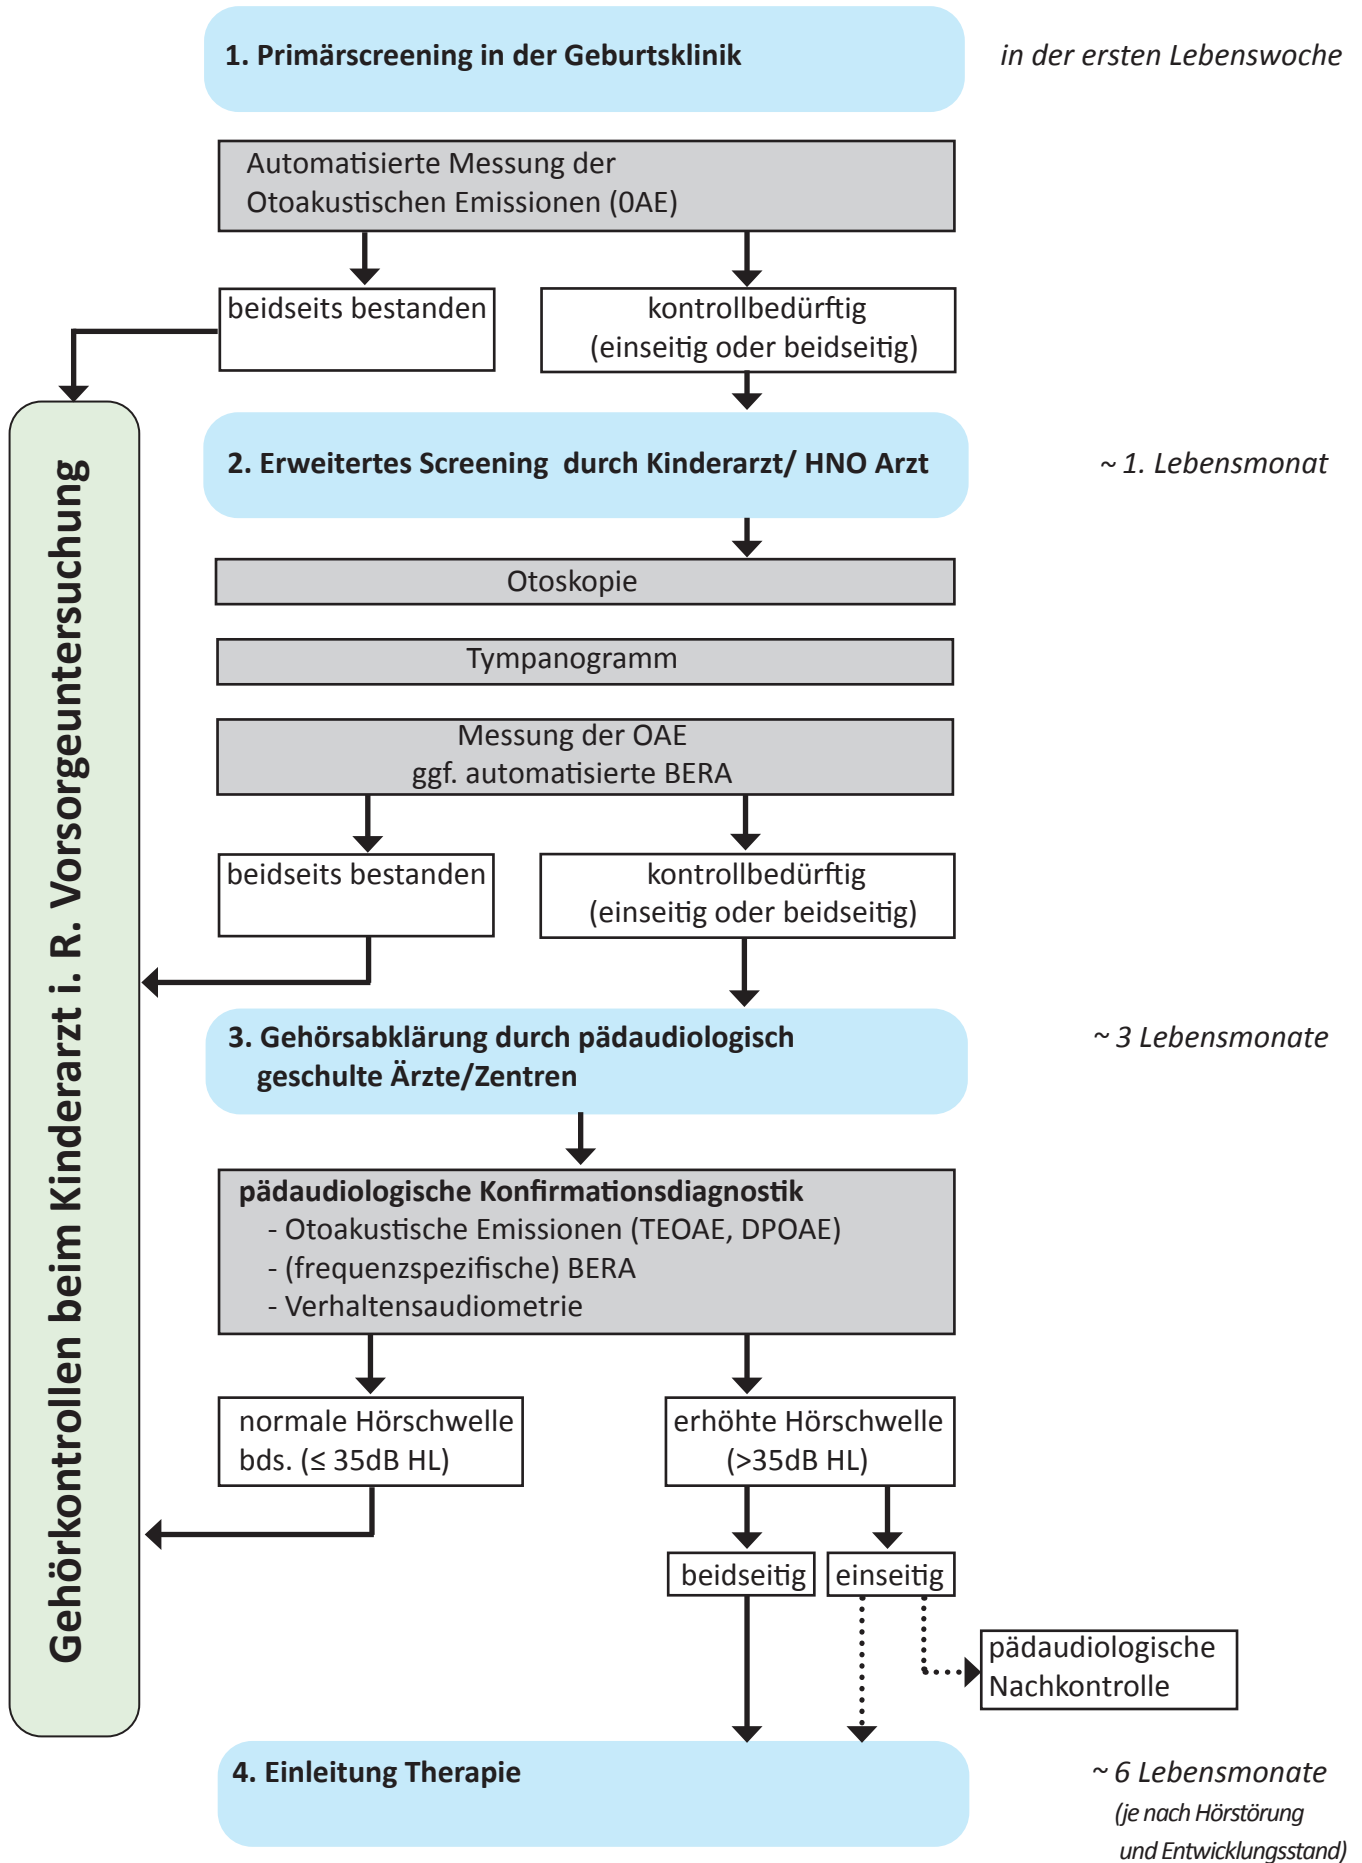 1. Primärscreening in der Geburtsklinik
in der ersten Lebenswoche
Automatisierte Messung der
Otoakustischen Emissionen (0AE)
beidseits bestanden
kontrollbedürftig
(einseitig oder beidseitig)
Gehörkontrollen beim Kinderarzt i. R. Vorsorgeuntersuchung
2. Erweitertes Screening durch Kinderarzt/ HNO Arzt
~ 1. Lebensmonat
Otoskopie
Tympanogramm
Messung der OAE
ggf. automatisierte BERA
beidseits bestanden
kontrollbedürftig
(einseitig oder beidseitig)
3. Gehörsabklärung durch pädaudiologisch
geschulte Ärzte/Zentren
~ 3 Lebensmonate
pädaudiologische Konfirmationsdiagnostik
- Otoakustische Emissionen (TEOAE, DPOAE)
- (frequenzspezifische) BERA
- Verhaltensaudiometrie
normale Hörschwelle
bds. (≤ 35dB HL)
erhöhte Hörschwelle
(>35dB HL)
beidseitig
einseitig
pädaudiologische
Nachkontrolle
4. Einleitung Therapie
~ 6 Lebensmonate
(je nach Hörstörung
und Entwicklungsstand)